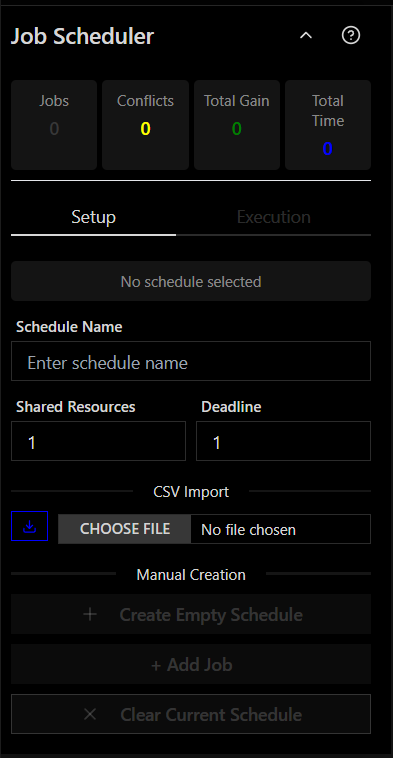 Job Scheduler
Jobs
0
Conflicts
0
Total Gain
0
Total
Time
0
Setup
Execution
No schedule selected
Schedule Name
Enter schedule name
Shared Resources
Deadline
1
1
CSV Import
CHOOSE FILE
No file chosen
Manual Creation
Create Empty Schedule
+ Add Job
Clear Current Schedule